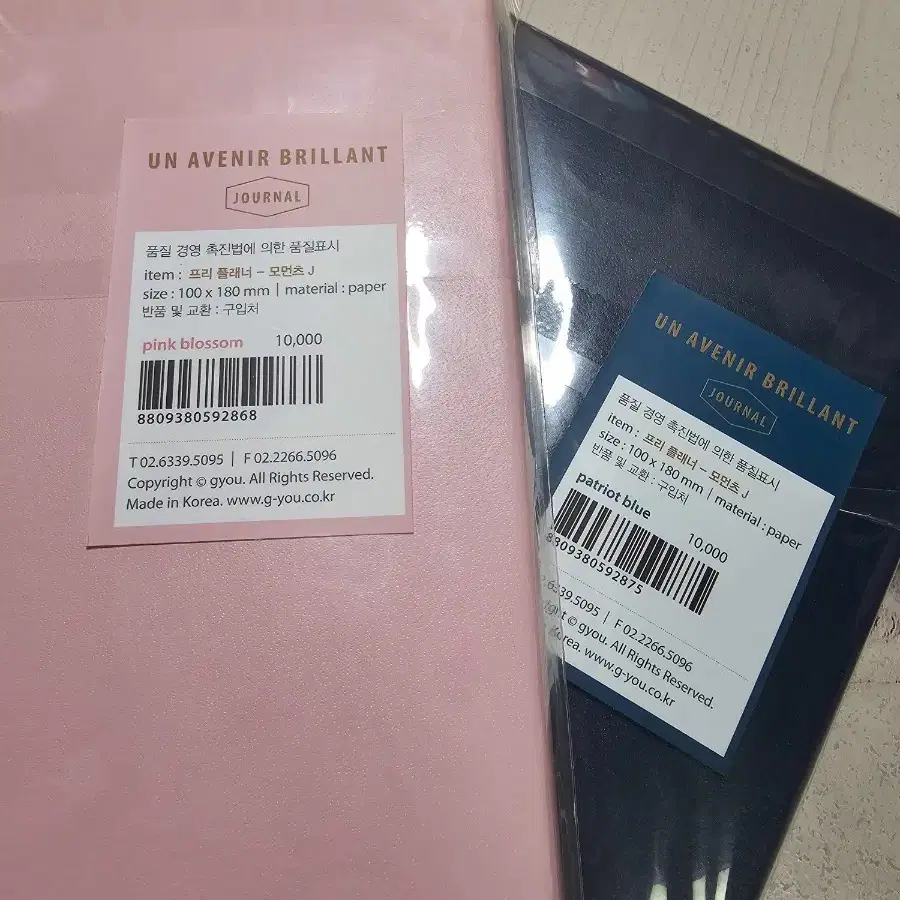 UN AVENIR BRILLANT
JOURNAL
품질 경영 촉진법에 의한 품질표시
item : 프리 플래너 – 모먼츠 J
size : 100 x 180 mm | material : paper
반품 및 교환 : 구입처
pink blossom 10,000
8809380592868
T 02.6339.5095 | F 02.2266.5096
Copyright © gyou. All Rights Reserved.
Made in Korea. www.g-you.co.kr
UN AVENIR BRILLANT
JOURNAL
품질 경영 촉진법에 의한 품질표시
item : 프리 플래너 – 모먼츠 J
size : 100 x 180 mm | material : paper
반품 및 교환 : 구입처
patriot blue 10,000
8809380592875
2.6339.5095 | F 02.2266.5096
© gyou. All Rights Reserved.
Korea. www.g-you.co.kr